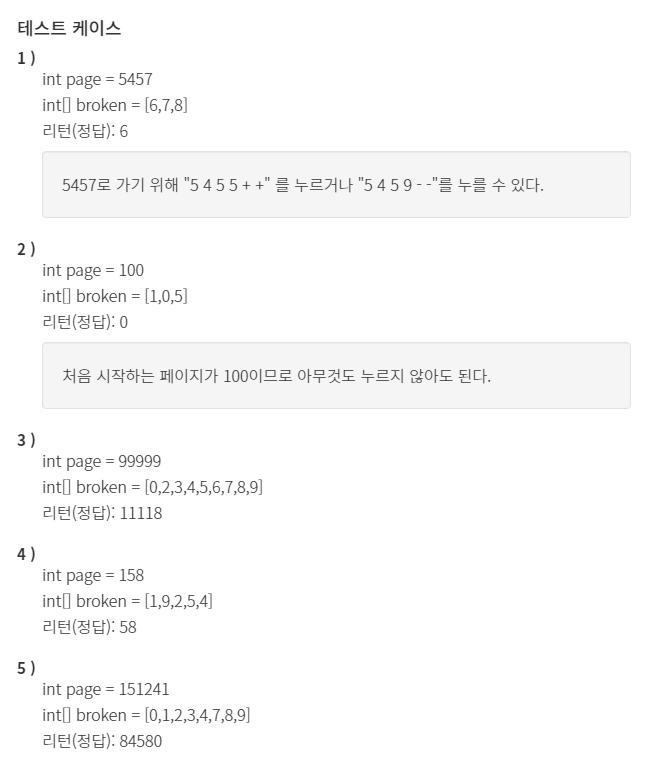 테스트 케이스
1 )
int page = 5457
int[] broken = [6,7,8]
리턴(정답): 6
5457로 가기 위해 "5 4 5 5 + +" 를 누르거나 "5 4 5 9 - -"를 누를 수 있다.
2 )
int page = 100
int[] broken = [1,0,5]
리턴(정답): 0
처음 시작하는 페이지가 100이므로 아무것도 누르지 않아도 된다.
3 )
int page = 99999
int[] broken = [0,2,3,4,5,6,7,8,9]
리턴(정답): 11118
4 )
int page = 158
int[] broken = [1,9,2,5,4]
리턴(정답): 58
5 )
int page = 151241
int[] broken = [0,1,2,3,4,7,8,9]
리턴(정답): 84580